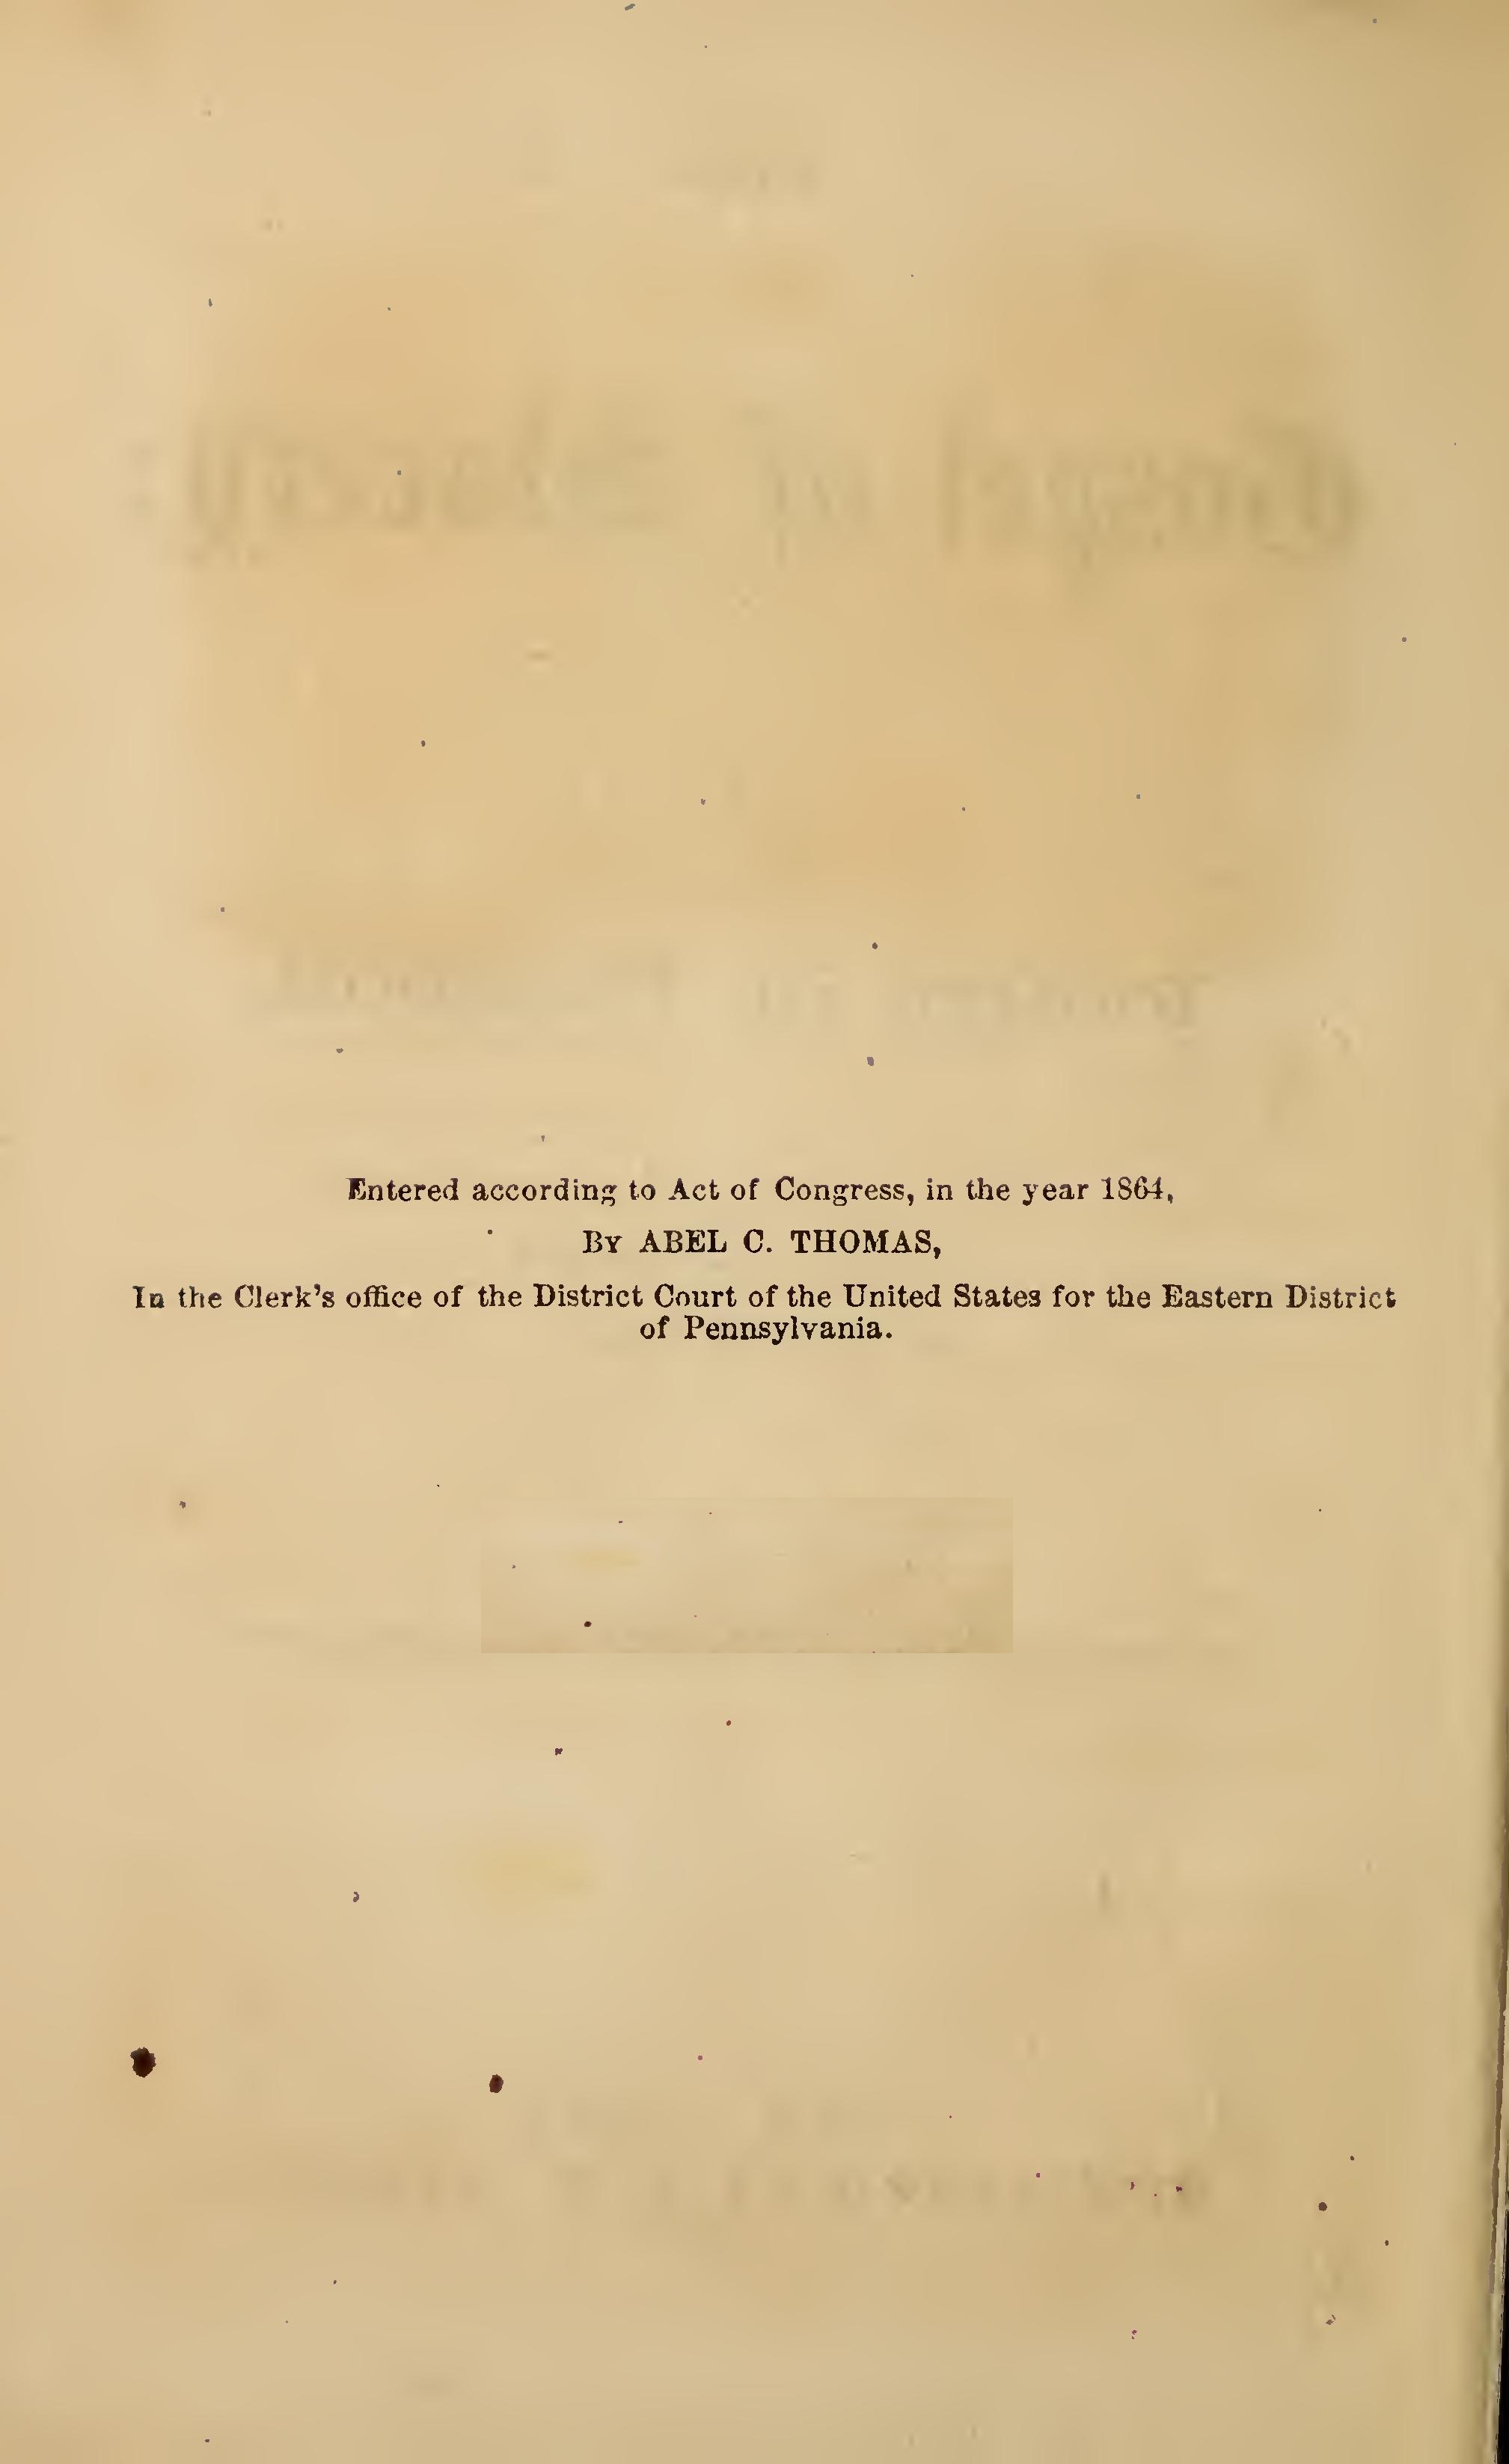 Entered according to Act of Congress, in the year 1864,
By ABEL C. THOMAS,
In the Clerk's office of the District Court of the United States for the Eastern District
of Pennsylvania.